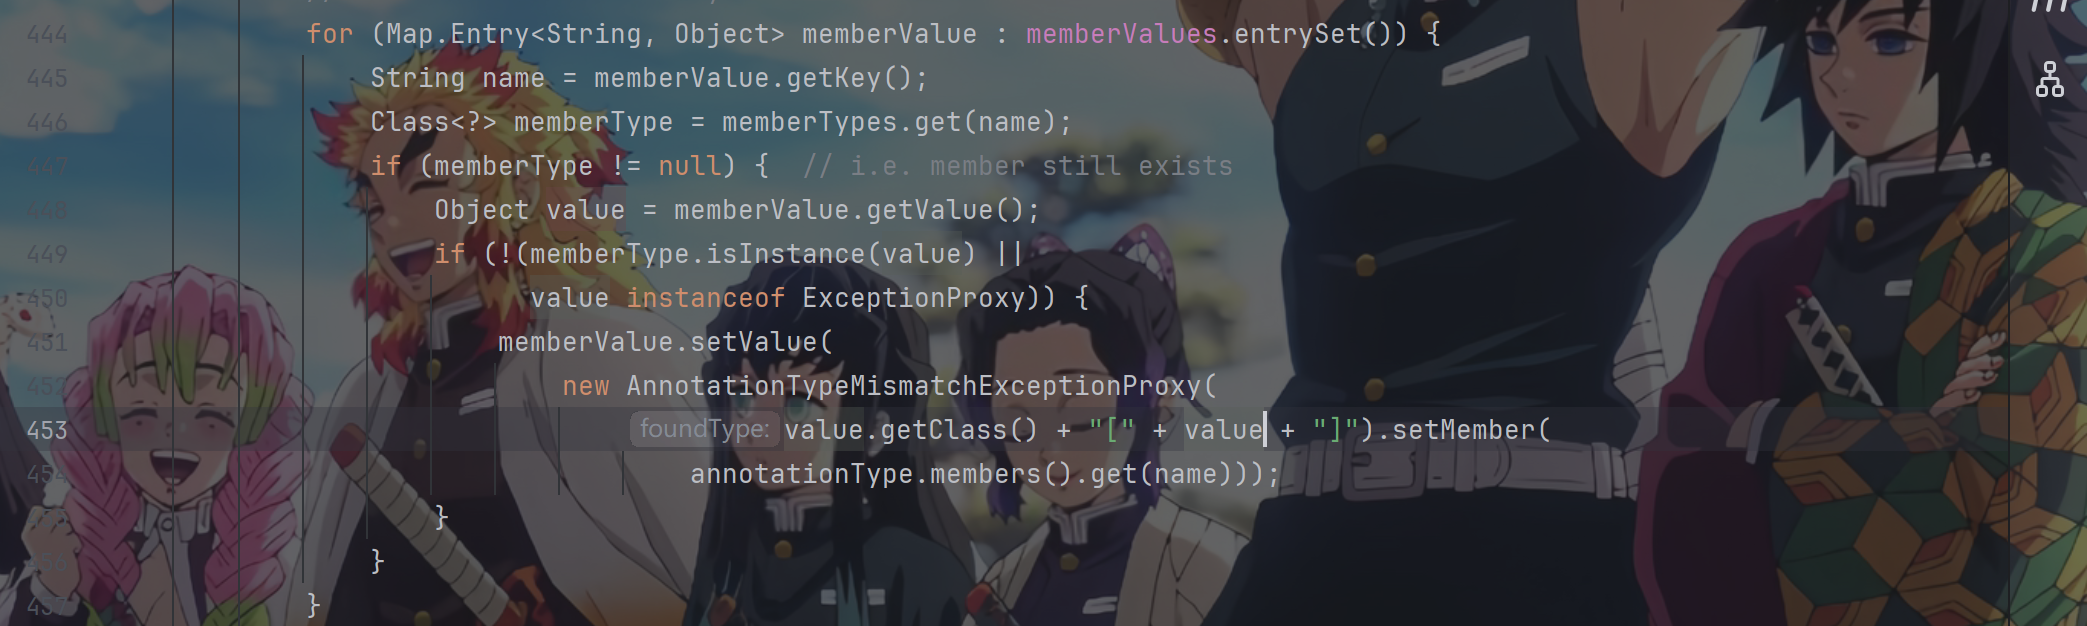 444 for (Map.Entry<String, Object> memberValue : memberValues.entrySet()) {
445 String name = memberValue.getKey();
446 Class<?> memberType = memberTypes.get(name);
447 if (memberType != null) {  // i.e. member still exists
448 Object value = memberValue.getValue();
449 if (!(memberType.isInstance(value) ||
450 value instanceof ExceptionProxy)) {
451 memberValue.setValue(
452 new AnnotationTypeMismatchExceptionProxy(
453 foundType: value.getClass() + "[" + value + "]").setMember(
454 annotationType.members().get(name)));
}
456 }
457 }